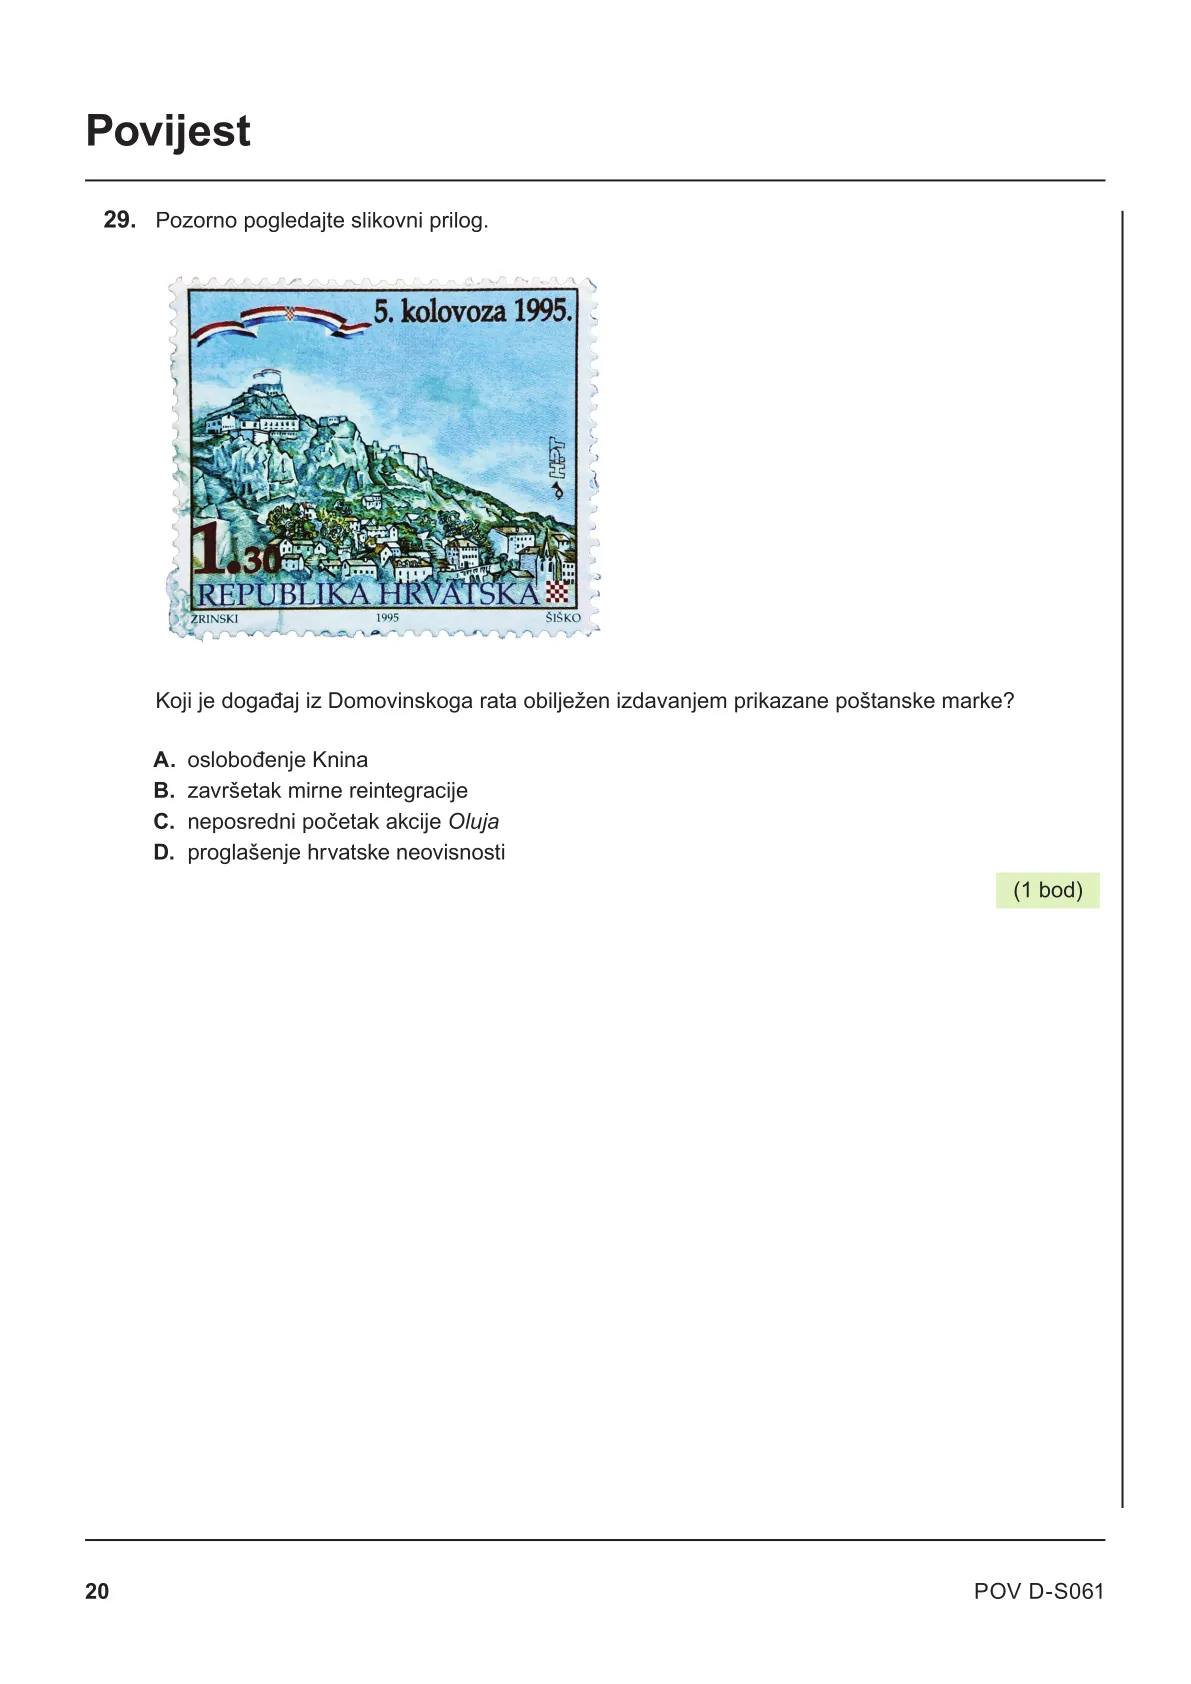 Povijest
29. Pozorno pogledajte slikovni prilog.
5. kolovoza 1995.
HPT
1.30
REPUBLIKA HRVATSKA
ZRINSKI 1995 ŠIŠKO
Koji je događaj iz Domovinskoga rata obilježen izdavanjem prikazane poštanske marke?
A. oslobođenje Knina
B. završetak mirne reintegracije
C. neposredni početak akcije Oluja
D. proglašenje hrvatske neovisnosti
(1 bod)
20 POV D-S061